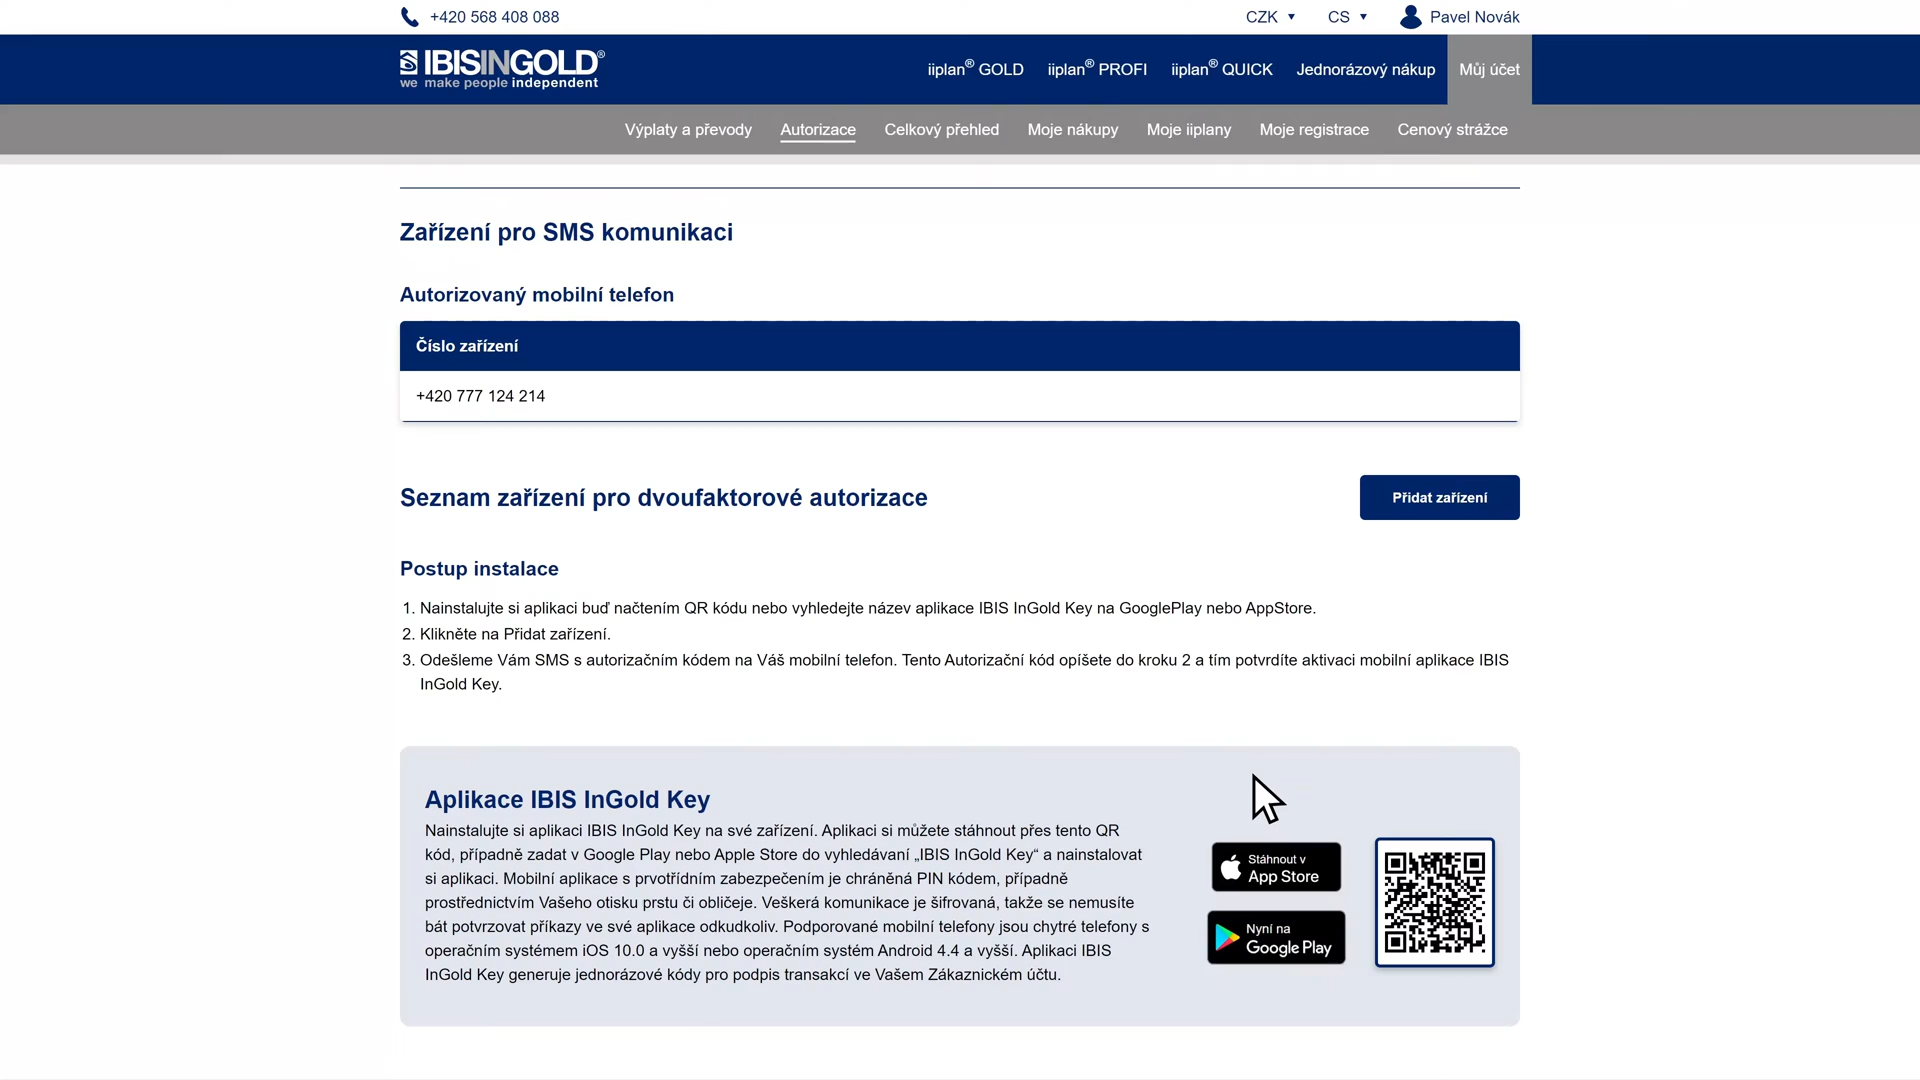 +420 568 408 088
CZK
CS
Pavel Novák
IBISINGOLD®
we make people independent
iiplan® GOLD
iiplan® PROFI
iiplan® QUICK
Jednorázový nákup
Můj účet
Výplaty a převody
Autorizace
Celkový přehled
Moje nákupy
Moje iiplany
Moje registrace
Cenový strážce
Zařízení pro SMS komunikaci
Autorizovaný mobilní telefon
Číslo zařízení
+420 777 124 214
Seznam zařízení pro dvoufaktorové autorizace
Přidat zařízení
Postup instalace
1. Nainstalujte si aplikaci buď načtením QR kódu nebo vyhledejte název aplikace IBIS InGold Key na GooglePlay nebo AppStore.
2. Klikněte na Přidat zařízení.
3. Odešleme Vám SMS s autorizačním kódem na Váš mobilní telefon. Tento Autorizační kód opíšete do kroku 2 a tím potvrdíte aktivaci mobilní aplikace IBIS
InGold Key.
Aplikace IBIS InGold Key
Nainstalujte si aplikaci IBIS InGold Key na své zařízení. Aplikaci si můžete stáhnout přes tento QR
kód, případně zadat v Google Play nebo Apple Store do vyhledávaní „IBIS InGold Key“ a nainstalovat
si aplikaci. Mobilní aplikace s prvotřídním zabezpečením je chráněná PIN kódem, případně
prostřednictvím Vašeho otisku prstu či obličeje. Veškerá komunikace je šifrovaná, takže se nemusíte
bát potvrzovat příkazy ve své aplikace odkudkoliv. Podporované mobilní telefony jsou chytré telefony s
operačním systémem iOS 10.0 a vyšší nebo operačním systém Android 4.4 a vyšší. Aplikaci IBIS
InGold Key generuje jednorázové kódy pro podpis transakcí ve Vašem Zákaznickém účtu.
Stáhnout v
App Store
Nyní na
Google Play